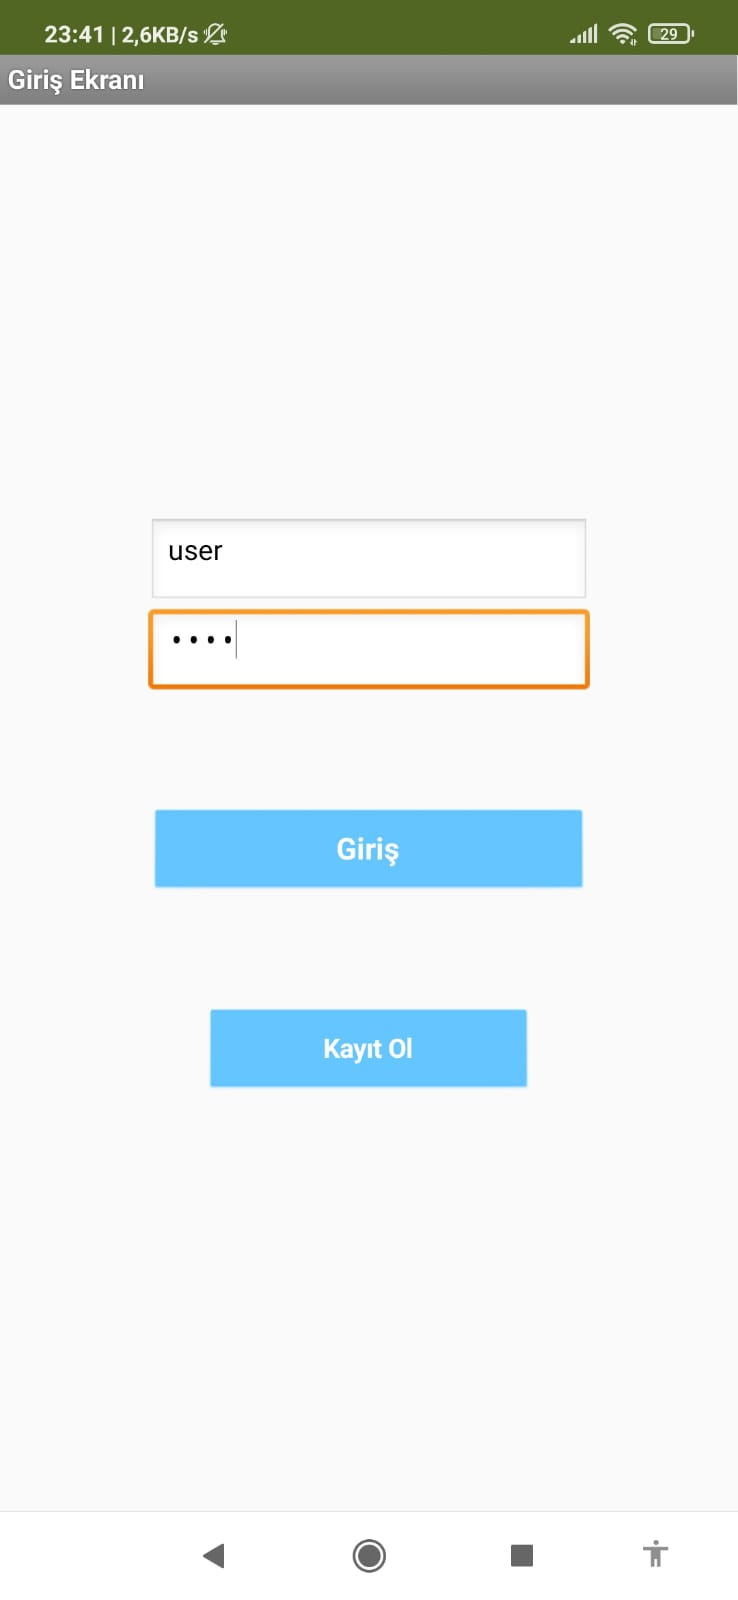 23:41 | 2,6KB/s
29
Giriş Ekranı
user
••••
Giriş
Kayıt Ol